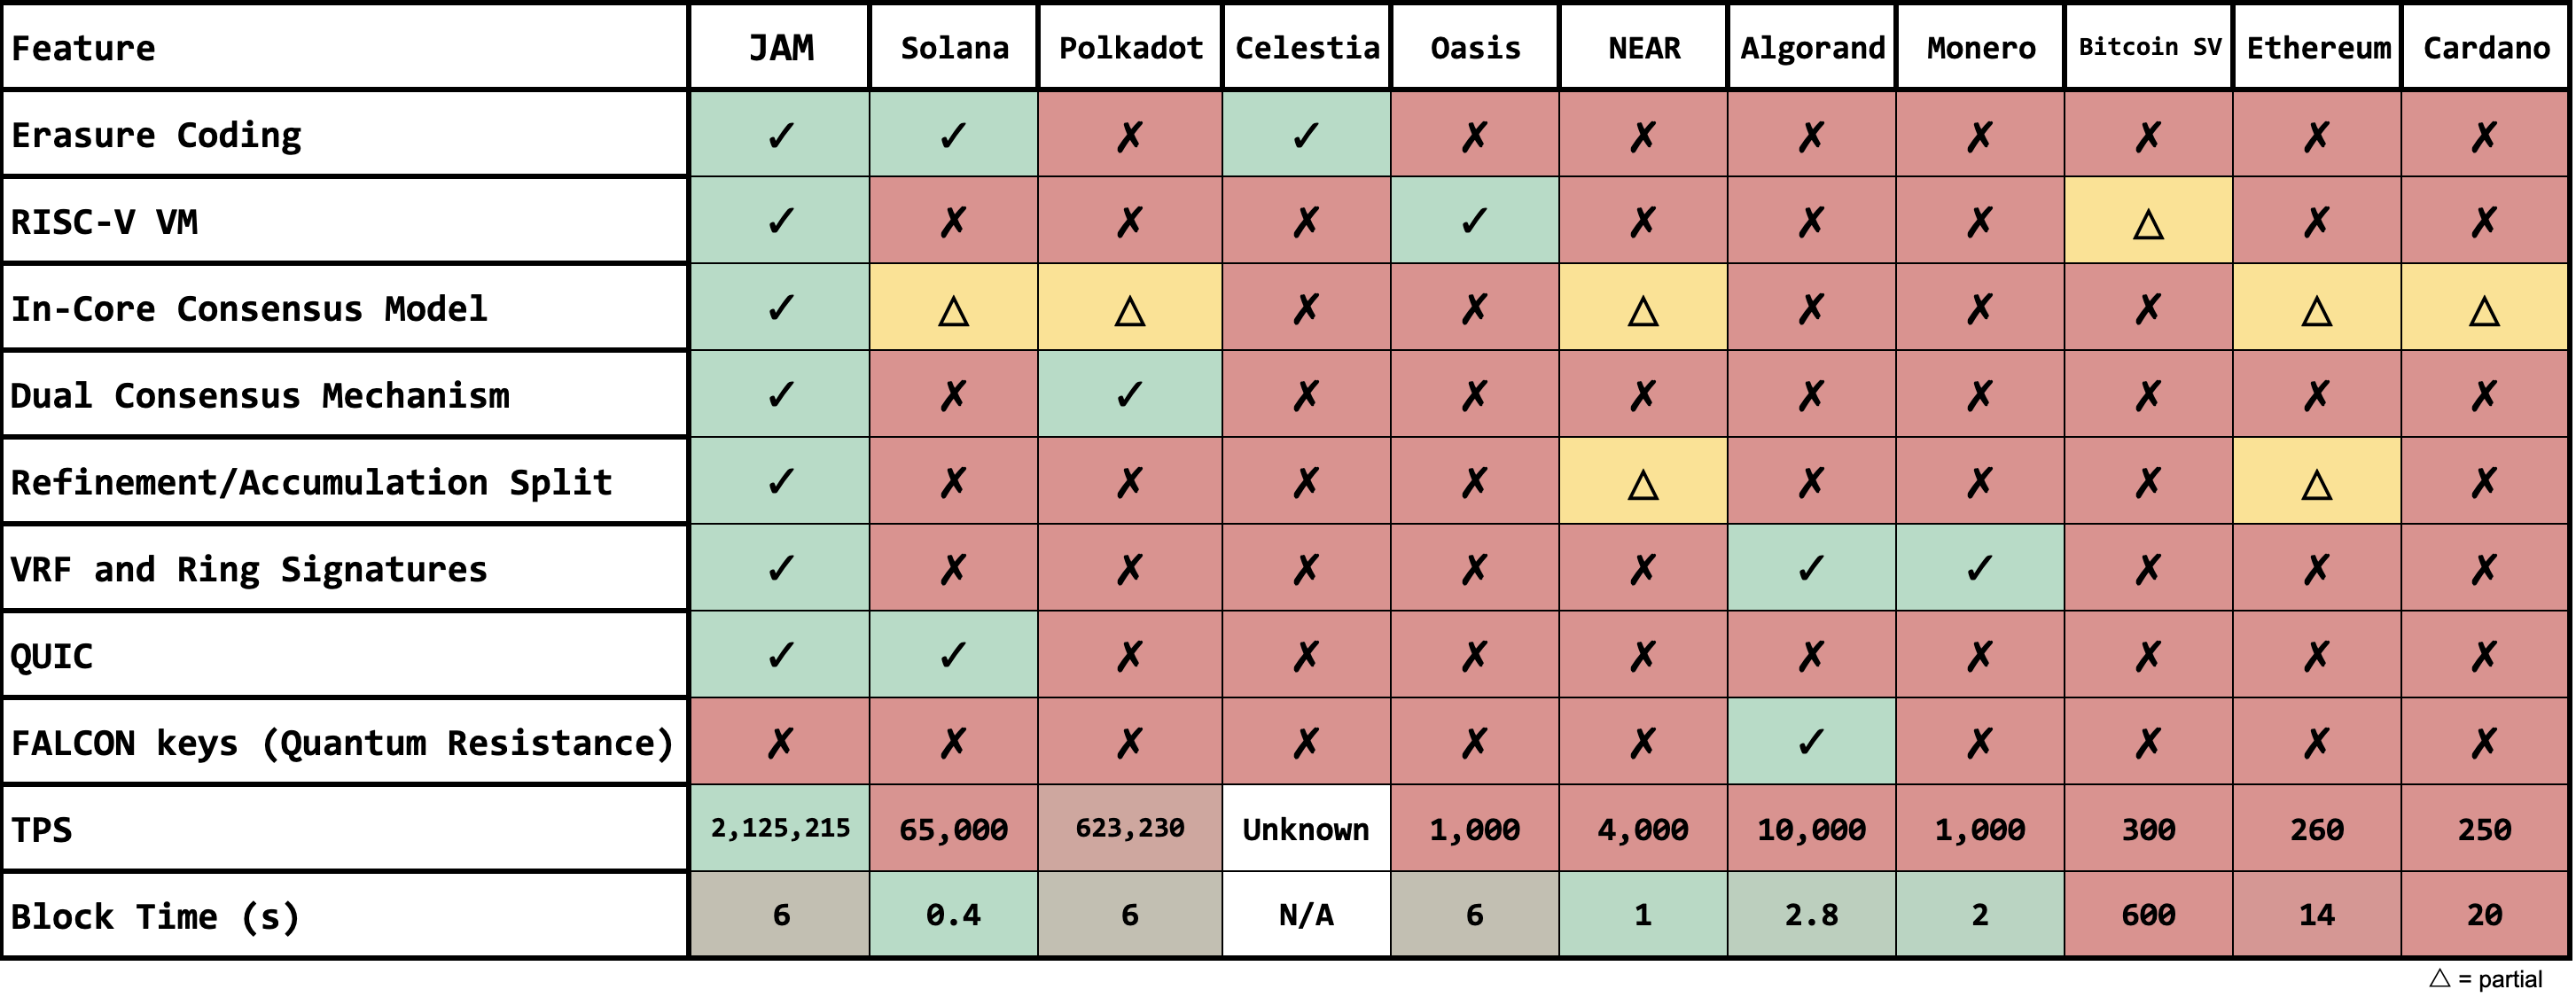 Feature JAM Solana Polkadot Celestia Oasis NEAR Algorand Monero Bitcoin SV Ethereum Cardano
Erasure Coding ✓ ✓ ✗ ✓ ✗ ✗ ✗ ✗ ✗ ✗ ✗
RISC-V VM ✓ ✗ ✗ ✗ ✓ ✗ ✗ ✗ △ ✗ ✗
In-Core Consensus Model ✓ △ △ ✗ ✗ △ ✗ ✗ ✗ △ △
Dual Consensus Mechanism ✓ ✗ ✓ ✗ ✗ ✗ ✗ ✗ ✗ ✗ ✗
Refinement/Accumulation Split ✓ ✗ ✗ ✗ ✗ △ ✗ ✗ ✗ △ ✗
VRF and Ring Signatures ✓ ✗ ✗ ✗ ✗ ✗ ✓ ✓ ✗ ✗ ✗
QUIC ✓ ✓ ✗ ✗ ✗ ✗ ✗ ✗ ✗ ✗ ✗
FALCON keys (Quantum Resistance) ✗ ✗ ✗ ✗ ✗ ✗ ✓ ✗ ✗ ✗ ✗
TPS 2,125,215 65,000 623,230 Unknown 1,000 4,000 10,000 1,000 300 260 250
Block Time (s) 6 0.4 6 N/A 6 1 2.8 2 600 14 20
△ = partial